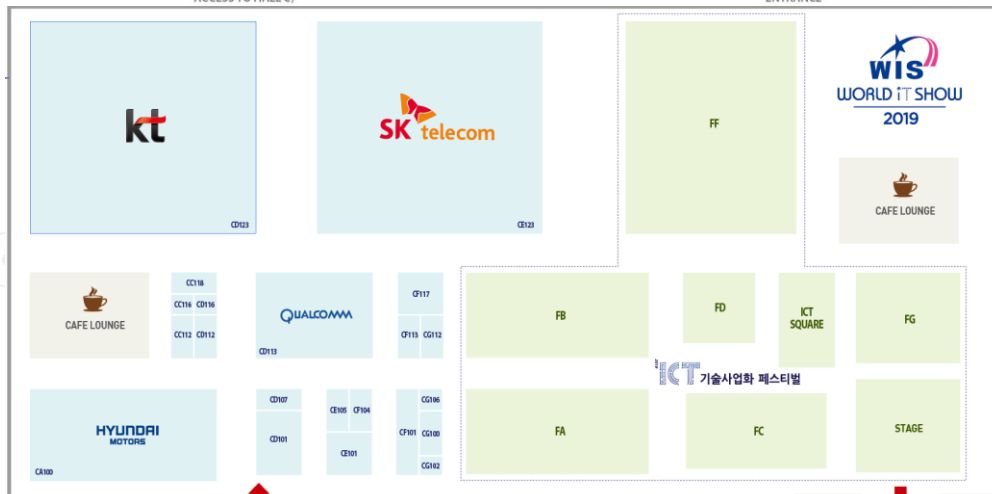 ENTRANCE
kt
CD123
SK telecom
CE123
FF
WIS
WORLD iT SHOW
2019
CAFE LOUNGE
CAFE LOUNGE
CC118
CC116 CD116
CC112 CD112
QUALCOMM
CD113
CF117
CF113 CG112
FB
FD
ICT
SQUARE
FG
ICT 기술사업화 페스티벌
HYUNDAI
MOTORS
CA100
CD107
CD101
CE105 CF104
CE101
CF101
CG106
CG100
CG102
FA
FC
STAGE